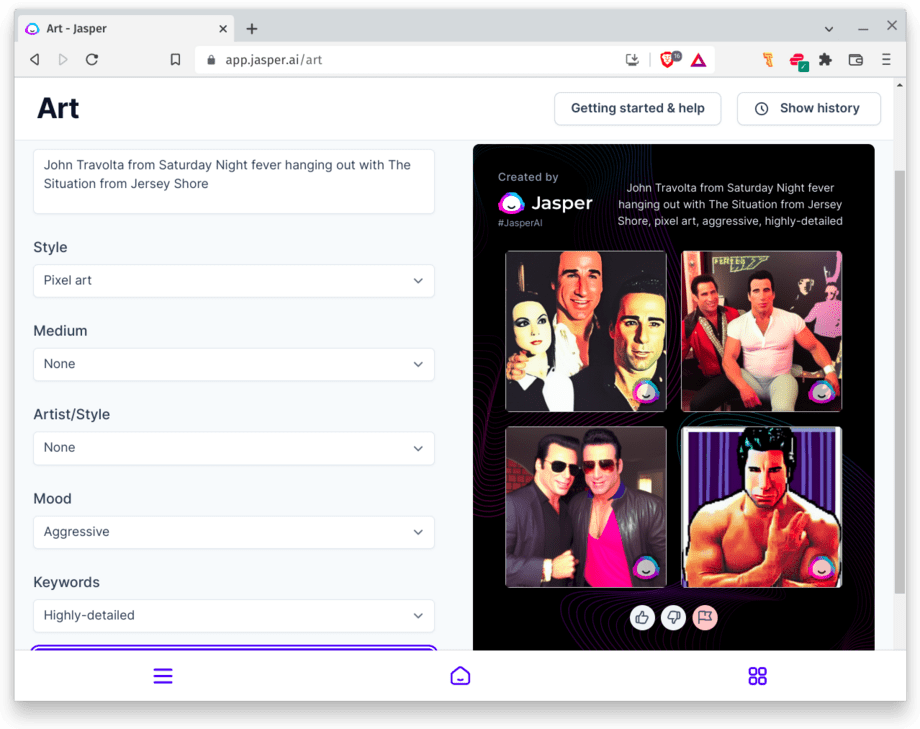 Art - Jasper
app.jasper.ai/art
15
Art
Getting started & help
Show history
John Travolta from Saturday Night fever hanging out with The
Situation from Jersey Shore
Style
Pixel art
Medium
None
Artist/Style
None
Mood
Aggressive
Keywords
Highly-detailed
Created by
Jasper
#JasperAI
John Travolta from Saturday Night fever
hanging out with The Situation from Jersey
Shore, pixel art, aggressive, highly-detailed